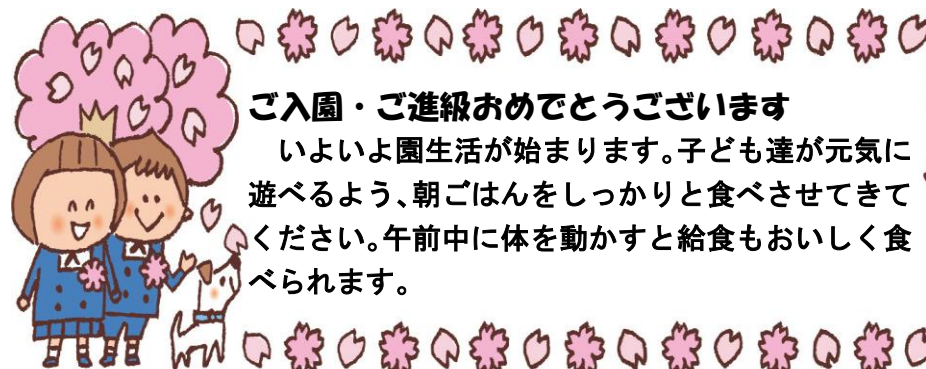 ご入園・ご進級おめでとうございます
　いよいよ園生活が始まります。子ども達が元気に
遊べるよう、朝ごはんをしっかりと食べさせてきて
ください。午前中に体を動かすと給食もおいしく食
べられます。